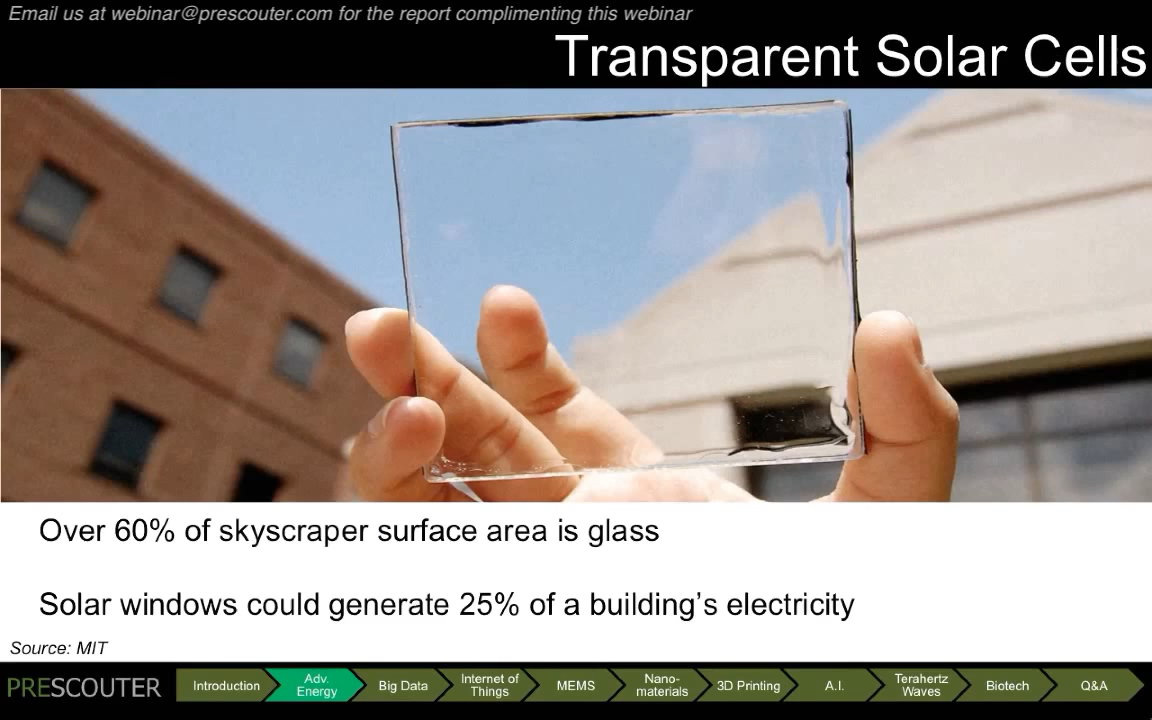 Email us at webinar@prescouter.com for the report complimenting this webinar
Transparent Solar Cells
Over 60% of skyscraper surface area is glass
Solar windows could generate 25% of a building's electricity
Source: MIT
PRESCOUTER
Introduction
Adv.
Energy
Big Data
Internet of
Things
MEMS
Nano-
materials
3D Printing
A.I.
Terahertz
Waves
Biotech
Q&A